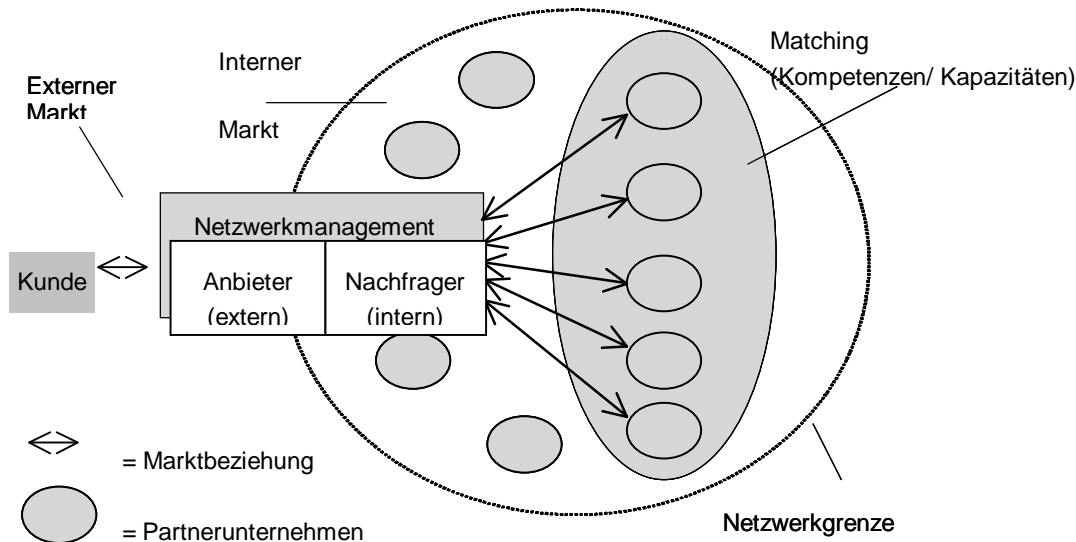 Interner
Markt
Externer
Markt
Matching
(Kompetenzen/ Kapazitäten)
Netzwerkmanagement
Kunde
Anbieter
(extern)
Nachfrager
(intern)
= Marktbeziehung
= Partnerunternehmen
Netzwerkgrenze